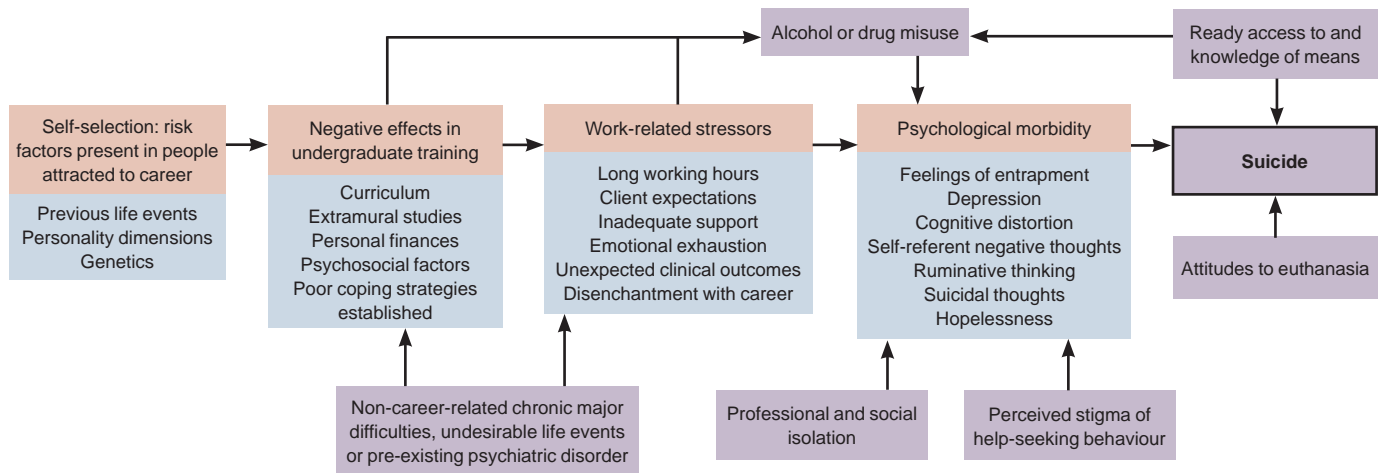 Alcohol or drug misuse
Ready access to and
knowledge of means
Self-selection: risk
factors present in people
attracted to career
Previous life events
Personality dimensions
Genetics
Negative effects in
undergraduate training
Curriculum
Extramural studies
Personal finances
Psychosocial factors
Poor coping strategies
established
Work-related stressors
Long working hours
Client expectations
Inadequate support
Emotional exhaustion
Unexpected clinical outcomes
Disenchantment with career
Psychological morbidity
Feelings of entrapment
Depression
Cognitive distortion
Self-referent negative thoughts
Ruminative thinking
Suicidal thoughts
Hopelessness
Suicide
Attitudes to euthanasia
Non-career-related chronic major
difficulties, undesirable life events
or pre-existing psychiatric disorder
Professional and social
isolation
Perceived stigma of
help-seeking behaviour